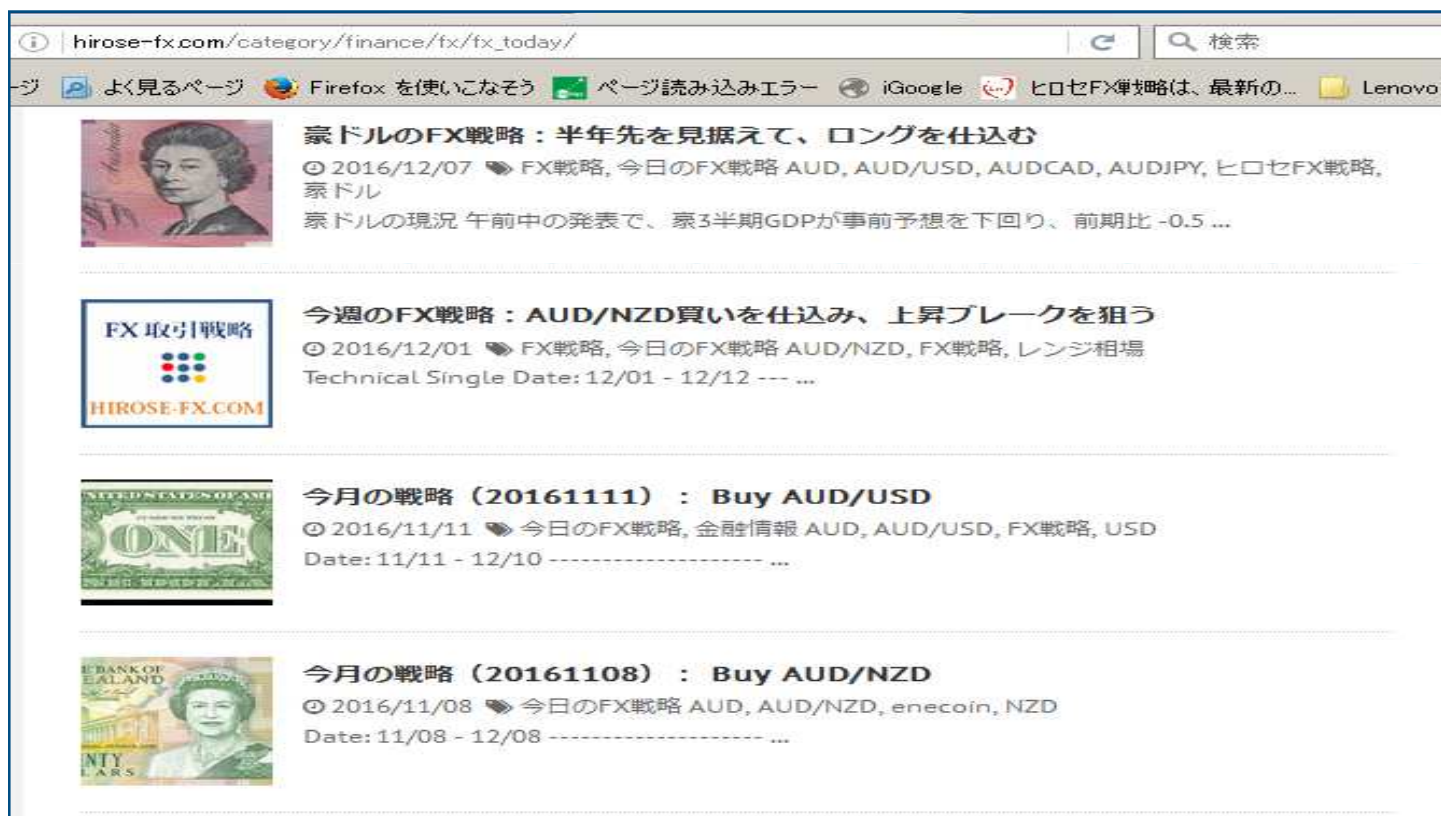 hirose-fx.com/category/finance/fx/fx_today/ 検索
ージ よく見るページ Firefox を使いこなそう ページ読み込みエラー iGoogle ヒロセFX戦略は、最新の... Lenovo
豪ドルのFX戦略：半年先を見据えて、ロングを仕込む
2016/12/07 FX戦略, 今日のFX戦略 AUD, AUD/USD, AUDCAD, AUDJPY, ヒロセFX戦略,
豪ドル
豪ドルの現況 午前中の発表で、豪3半期GDPが事前予想を下回り、前期比 -0.5 ...
Australia
FX 取引戦略
HIROSE-FX.COM
今週のFX戦略：AUD/NZD買いを仕込み、上昇ブレークを狙う
2016/12/01 FX戦略, 今日のFX戦略 AUD/NZD, FX戦略, レンジ相場
Technical Single Date: 12/01 - 12/12 --- ...
UNITED STATES OF AME
ONE
今月の戦略（20161111）： Buy AUD/USD
2016/11/11 今日のFX戦略, 金融情報 AUD, AUD/USD, FX戦略, USD
Date: 11/11 - 12/10 -------------------- ...
E BANK OF
EALAND
NTY
LARS
今月の戦略（20161108）： Buy AUD/NZD
2016/11/08 今日のFX戦略 AUD, AUD/NZD, enecoin, NZD
Date: 11/08 - 12/08 -------------------- ...